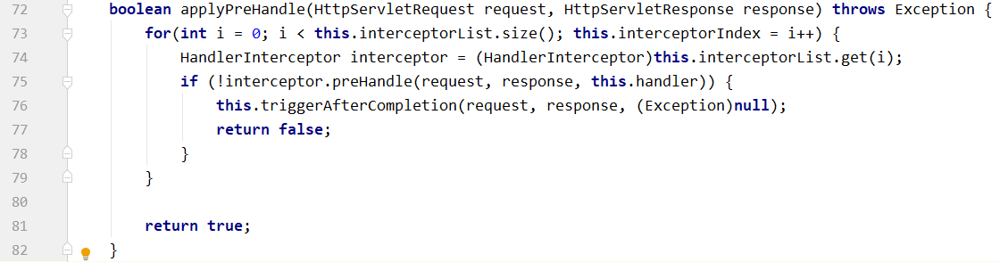 72 boolean applyPreHandle(HttpServletRequest request, HttpServletResponse response) throws Exception {
73 for(int i = 0; i < this.interceptorList.size(); this.interceptorIndex = i++) {
74 HandlerInterceptor interceptor = (HandlerInterceptor)this.interceptorList.get(i);
75 if (!interceptor.preHandle(request, response, this.handler)) {
76 this.triggerAfterCompletion(request, response, (Exception)null);
77 return false;
78 }
79 }
80
81 return true;
82 }